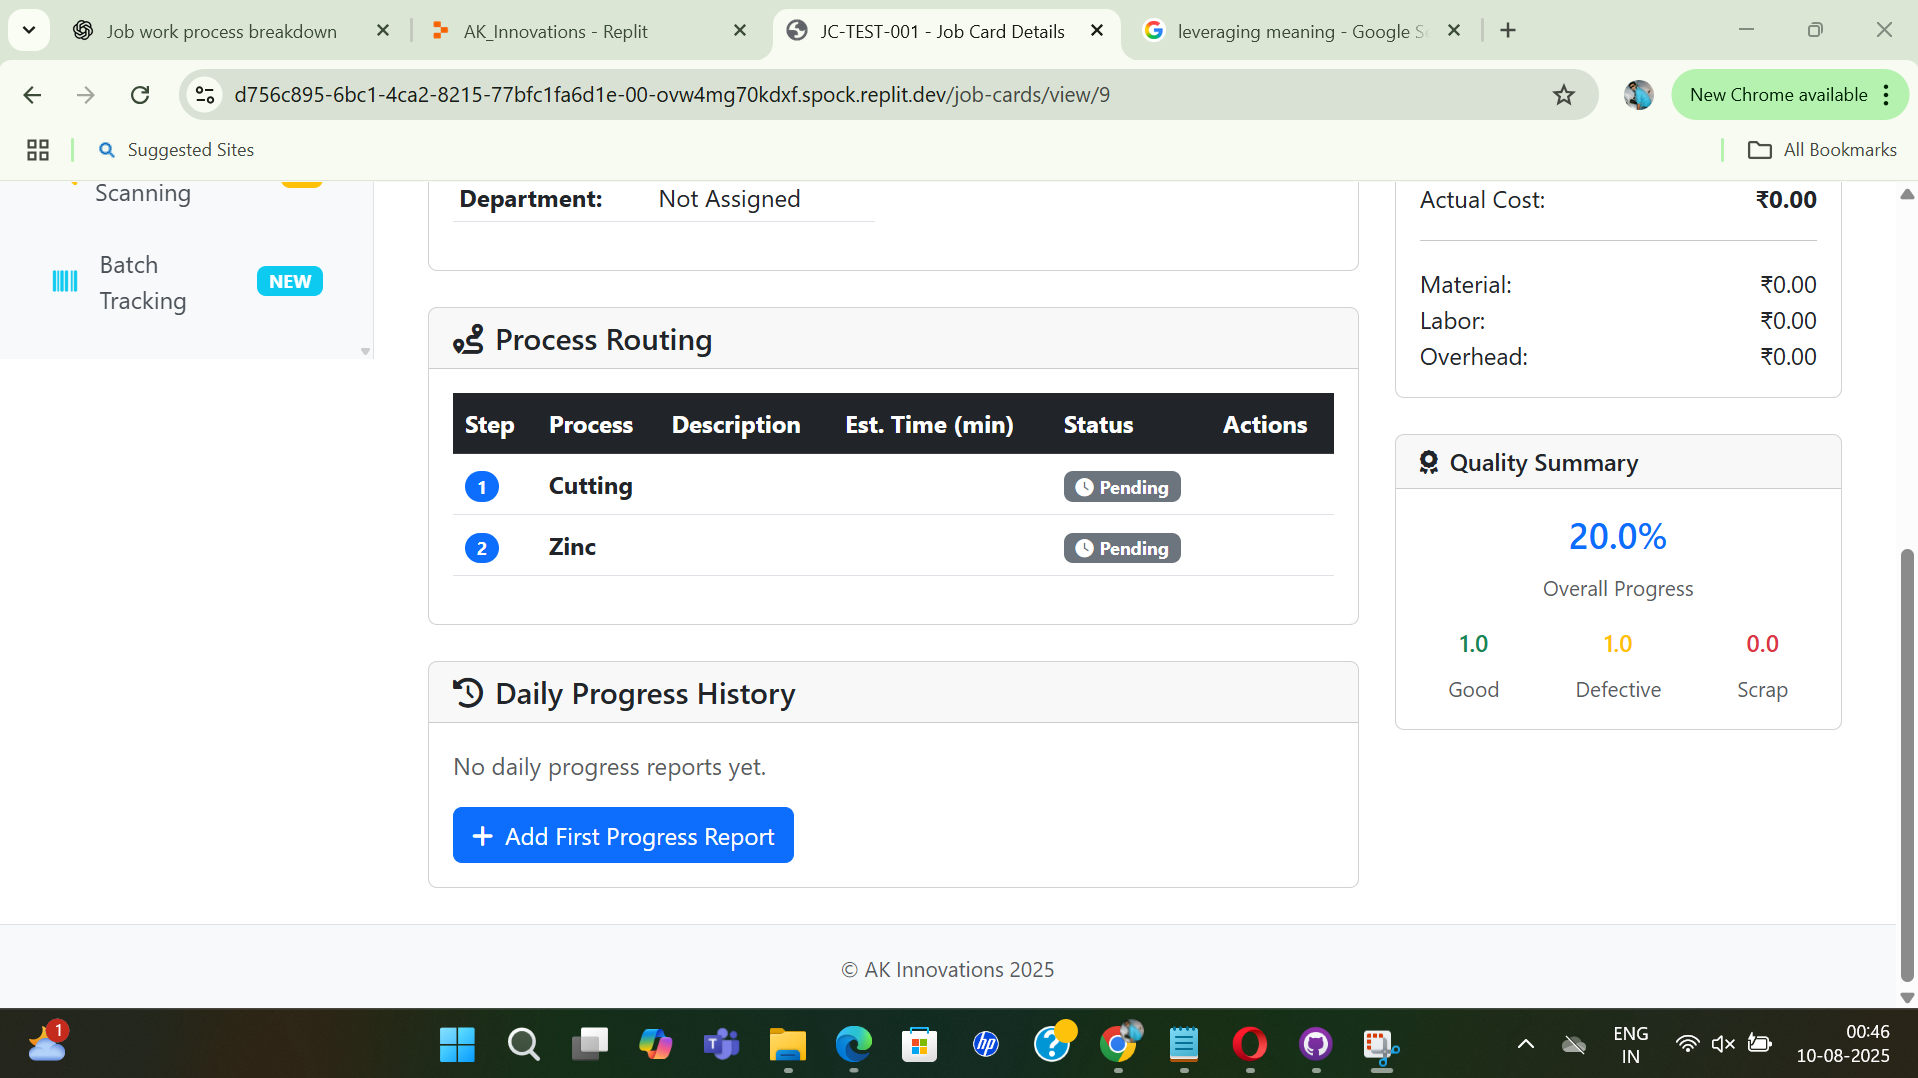 Job work process breakdown
AK_Innovations - Replit
JC-TEST-001 - Job Card Details
leveraging meaning - Google S
d756c895-6bc1-4ca2-8215-77bfc1fa6d1e-00-ovw4mg70kdxf.spock.replit.dev/job-cards/view/9
New Chrome available
Suggested Sites
All Bookmarks
Scanning
Batch
Tracking
NEW
Department: Not Assigned
Process Routing
Step Process Description Est. Time (min) Status Actions
1 Cutting Pending
2 Zinc Pending
Daily Progress History
No daily progress reports yet.
+ Add First Progress Report
Actual Cost: ₹0.00
Material: ₹0.00
Labor: ₹0.00
Overhead: ₹0.00
Quality Summary
20.0%
Overall Progress
1.0 1.0 0.0
Good Defective Scrap
© AK Innovations 2025
1
hp
ENG
IN
00:46
10-08-2025